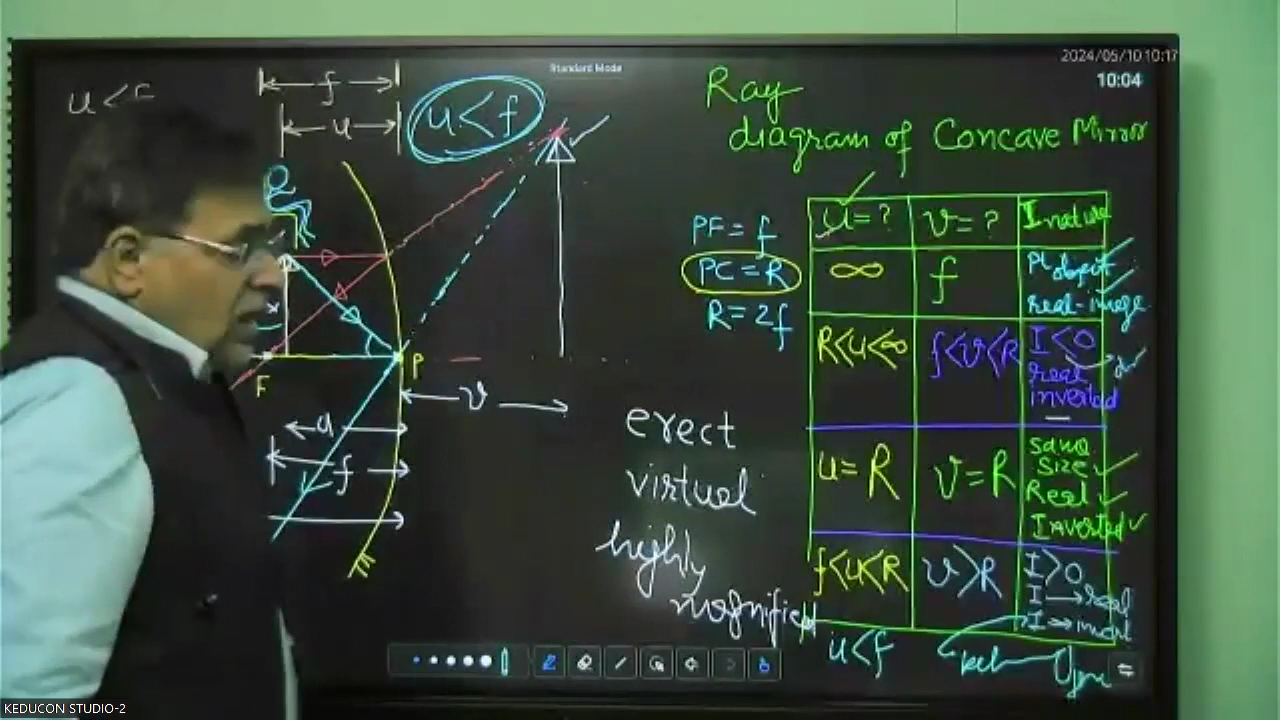 2024/05/10 10:17
10:04
Standard Mode
u <
f
u
u < f
Ray
diagram of Concave Mirror
PF = f
PC = R
R = 2f
F
P
v
u
f
erect
virtual
highly
magnified
u = ? v = ? I nature
∞ f Pt object
real-image
R<u<∞ f<v<R I<O
real
inverted
u = R v = R same
size
Real
Inverted
f<u<R v>R I>O
I → real
I → invert
u<f
KEDUCON STUDIO-2